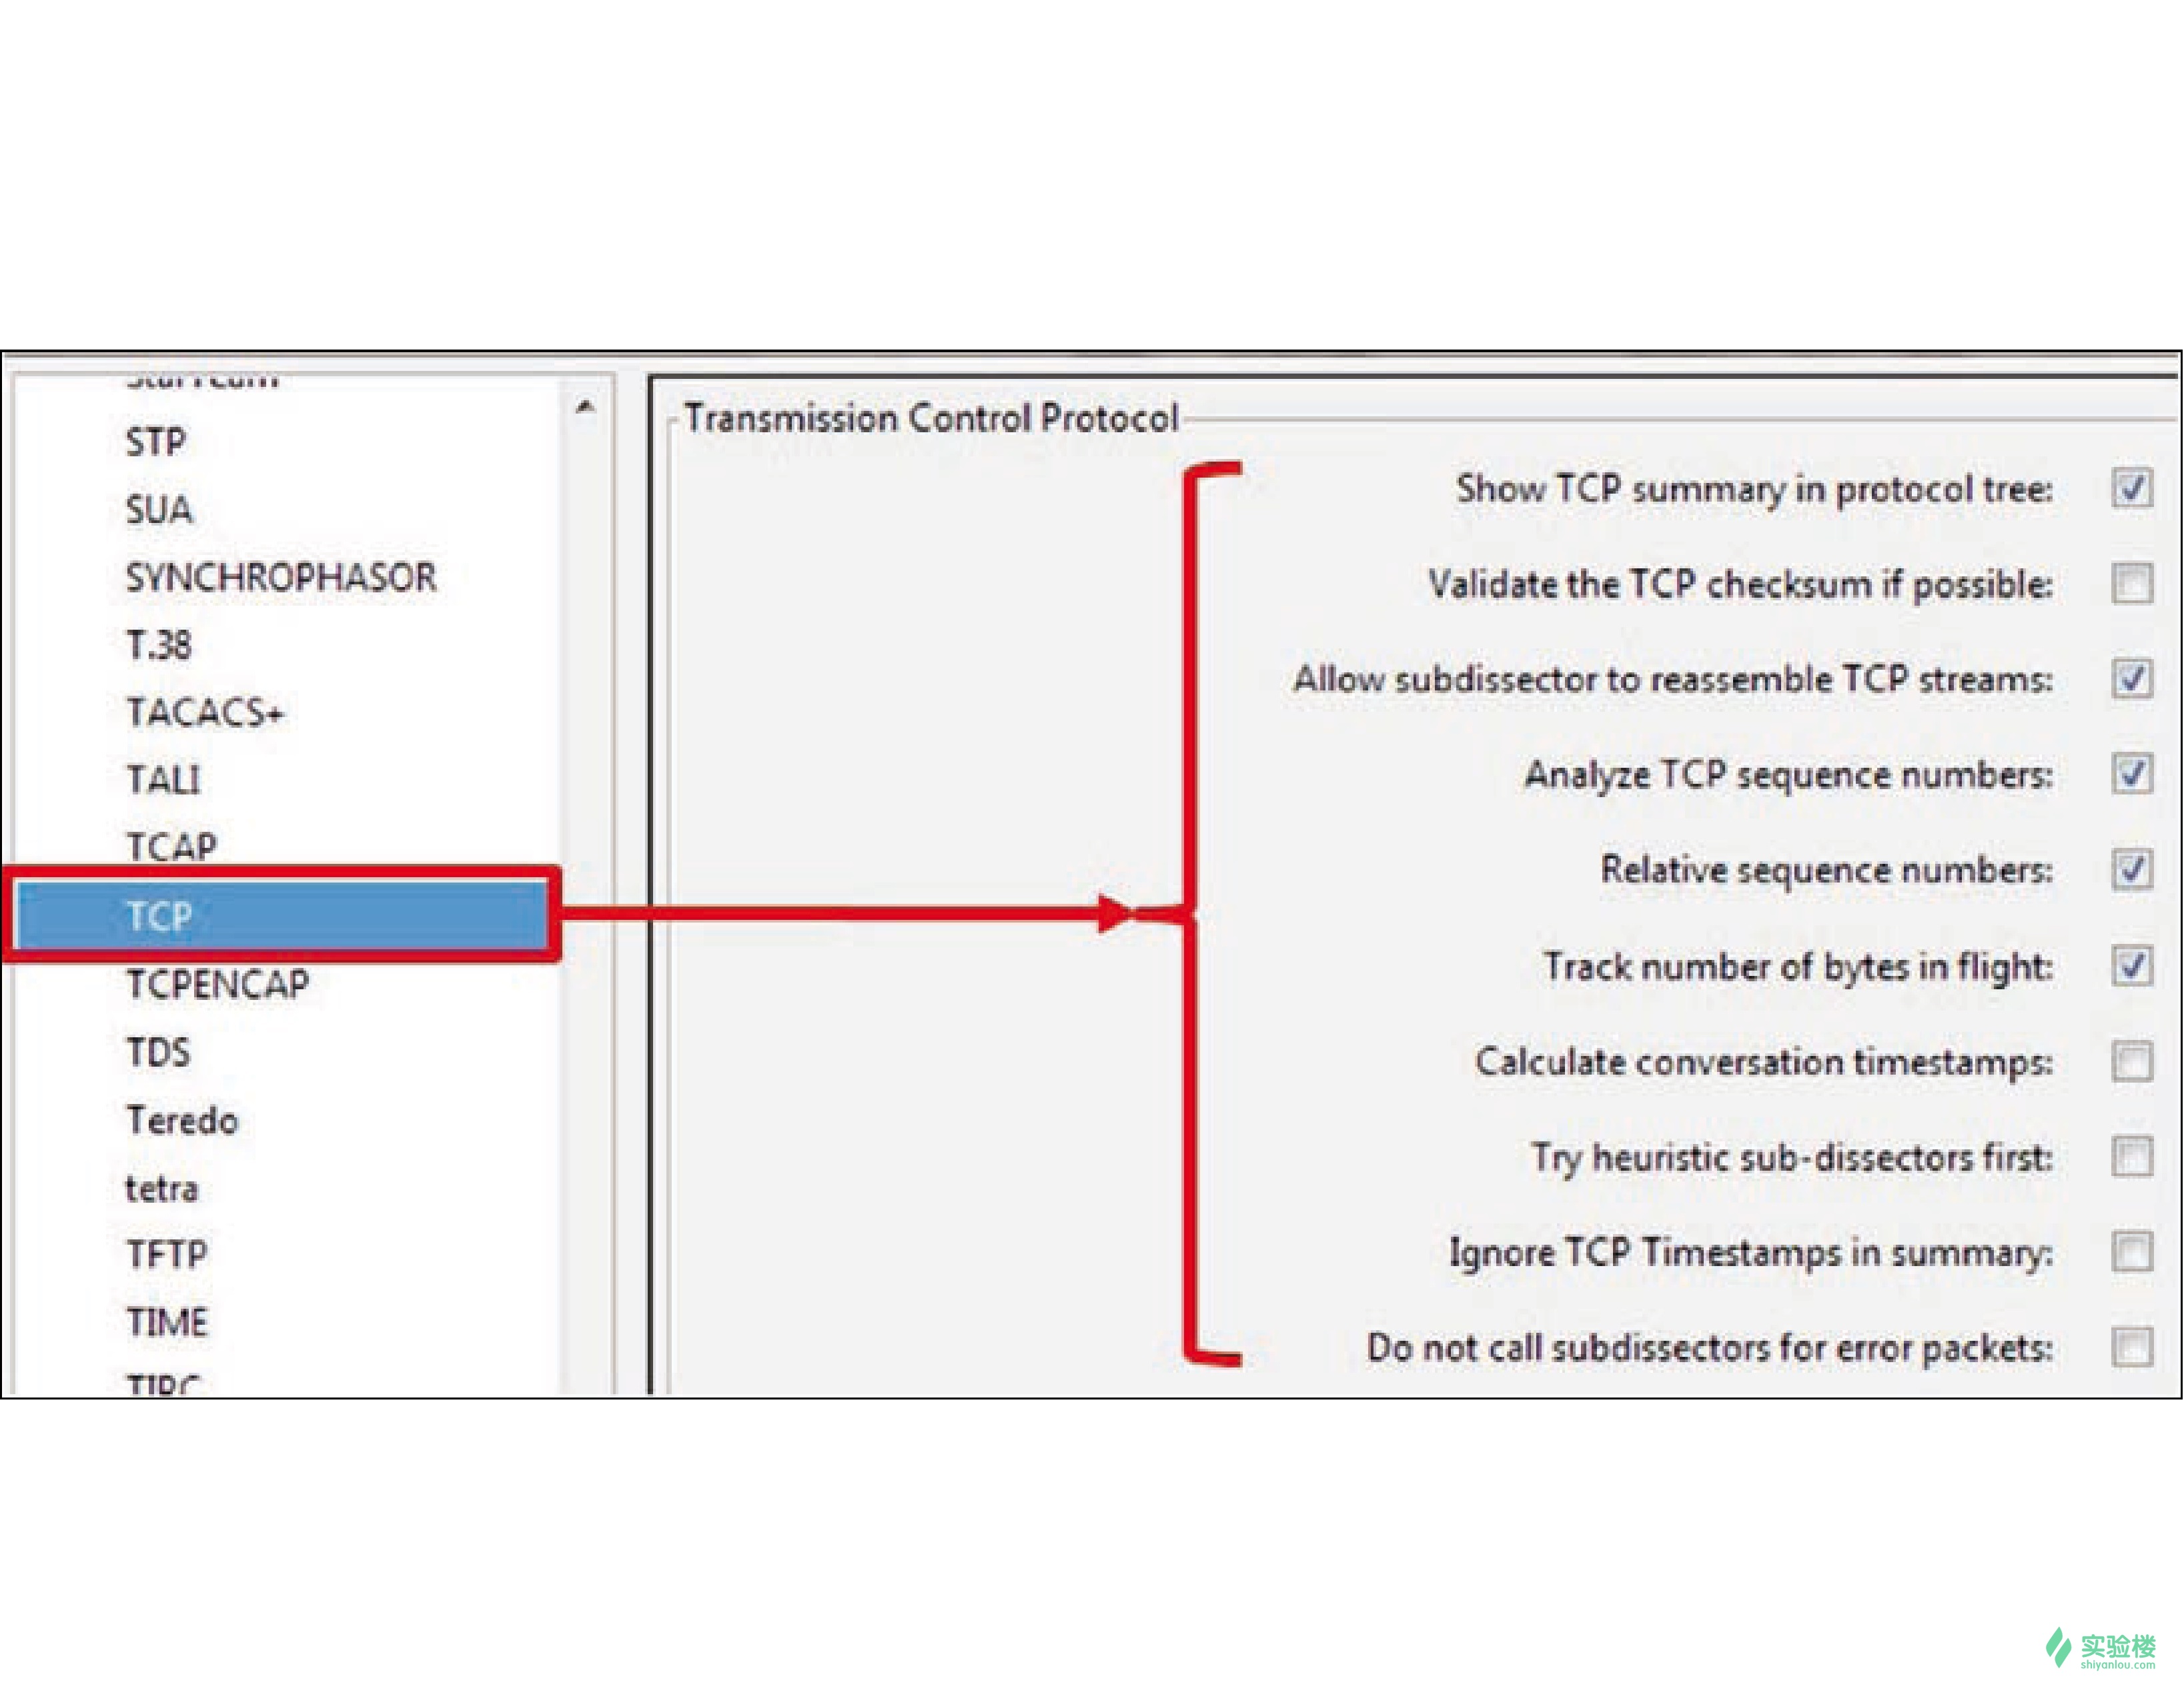 STP
SUA
SYNCHROPHASOR
T.38
TACACS+
TALI
TCAP
TCP
TCPENCAP
TDS
Teredo
tetra
TFTP
TIME
Transmission Control Protocol
Show TCP summary in protocol tree:
Validate the TCP checksum if possible:
Allow subdissector to reassemble TCP streams:
Analyze TCP sequence numbers:
Relative sequence numbers:
Track number of bytes in flight:
Calculate conversation timestamps:
Try heuristic sub-dissectors first:
Ignore TCP Timestamps in summary:
Do not call subdissectors for error packets:
实验楼
shiyanlou.com